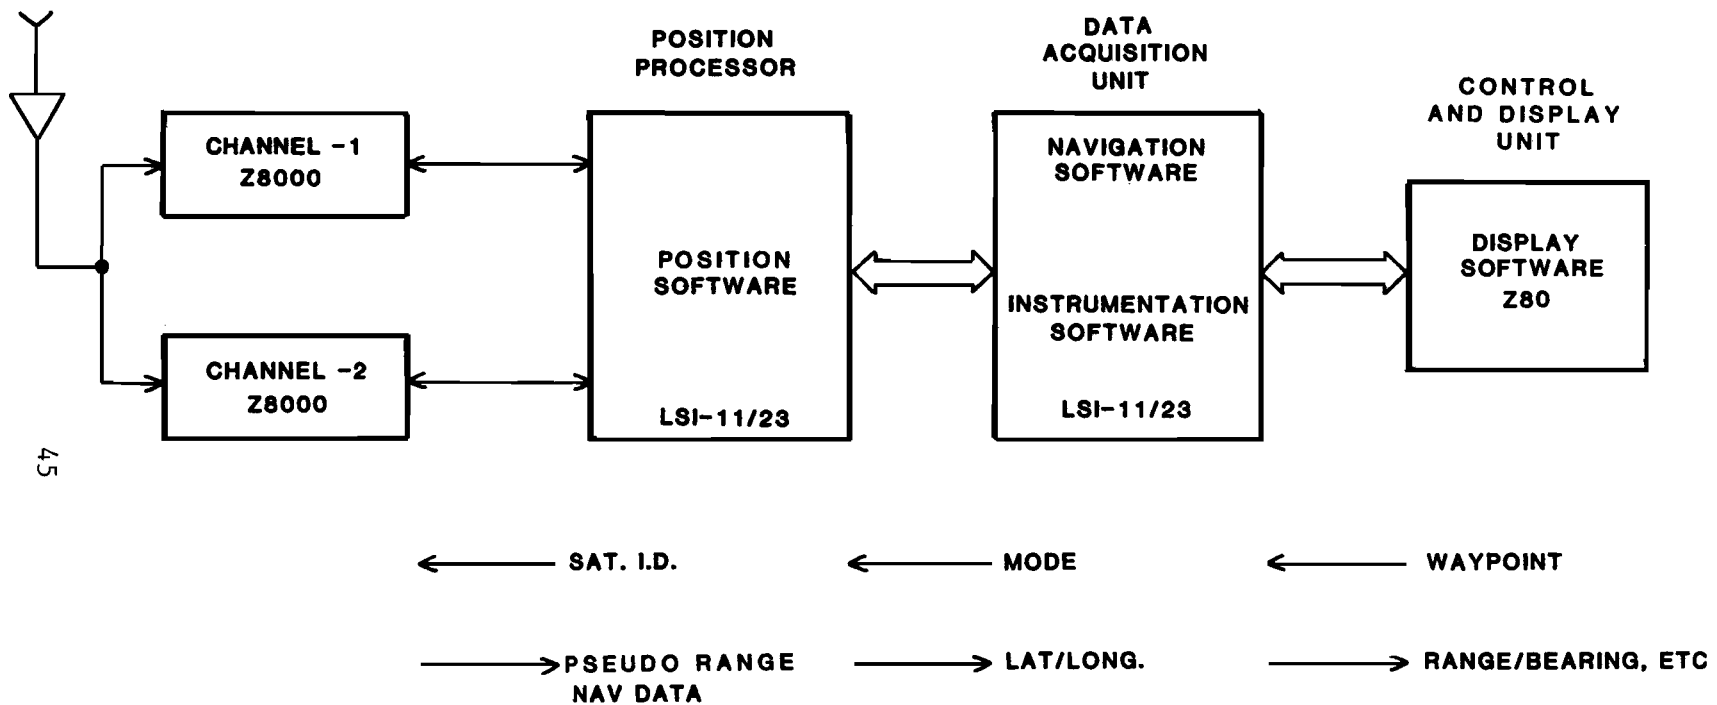 POSITION
PROCESSOR
DATA
ACQUISITION
UNIT
CONTROL
AND DISPLAY
UNIT
CHANNEL -1
Z8000
CHANNEL -2
Z8000
POSITION
SOFTWARE
LSI-11/23
NAVIGATION
SOFTWARE
INSTRUMENTATION
SOFTWARE
LSI-11/23
DISPLAY
SOFTWARE
Z80
45
SAT. I.D.
MODE
WAYPOINT
PSEUDO RANGE
NAV DATA
LAT/LONG.
RANGE/BEARING, ETC